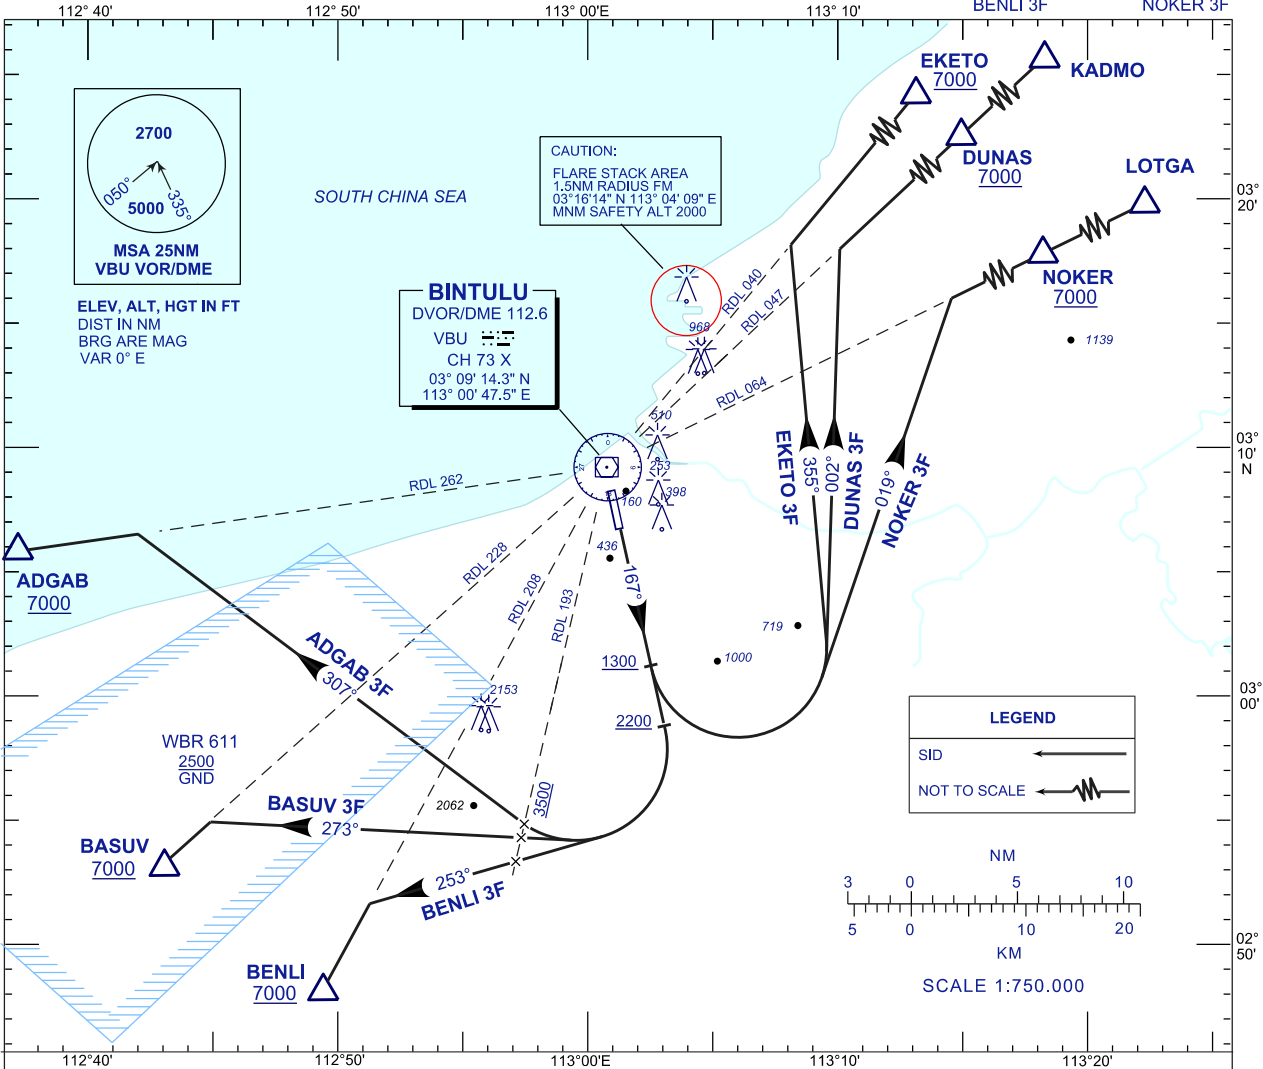 BENLI 3F
NOKER 3F
112° 40'
112° 50'
113° 00'E
113° 10'
EKETO
7000
KADMO
DUNAS
7000
LOTGA
NOKER
7000
03°
20'
2700
050°
335°
5000
MSA 25NM
VBU VOR/DME
ELEV, ALT, HGT IN FT
DIST IN NM
BRG ARE MAG
VAR 0° E
SOUTH CHINA SEA
CAUTION:
FLARE STACK AREA
1.5NM RADIUS FM
03°16'14" N 113° 04' 09" E
MNM SAFETY ALT 2000
BINTULU
DVOR/DME 112.6
VBU
CH 73 X
03° 09' 14.3" N
113° 00' 47.5" E
968
RDL 040
RDL 047
RDL 064
1139
510
253
398
160
436
RDL 262
RDL 228
RDL 208
RDL 193
167°
EKETO 3F
355°
002°
DUNAS 3F
019°
NOKER 3F
03°
10'
N
ADGAB
7000
ADGAB 3F
307°
719
1000
1300
2200
2153
03°
00'
WBR 611
2500
GND
BASUV 3F
273°
2062
3500
BASUV
7000
253°
BENLI 3F
BENLI
7000
LEGEND
SID
NOT TO SCALE
NM
3 0 5 10
5 0 10 20
KM
SCALE 1:750.000
02°
50'
112° 40'
112° 50'
113° 00'E
113° 10'
113° 20'